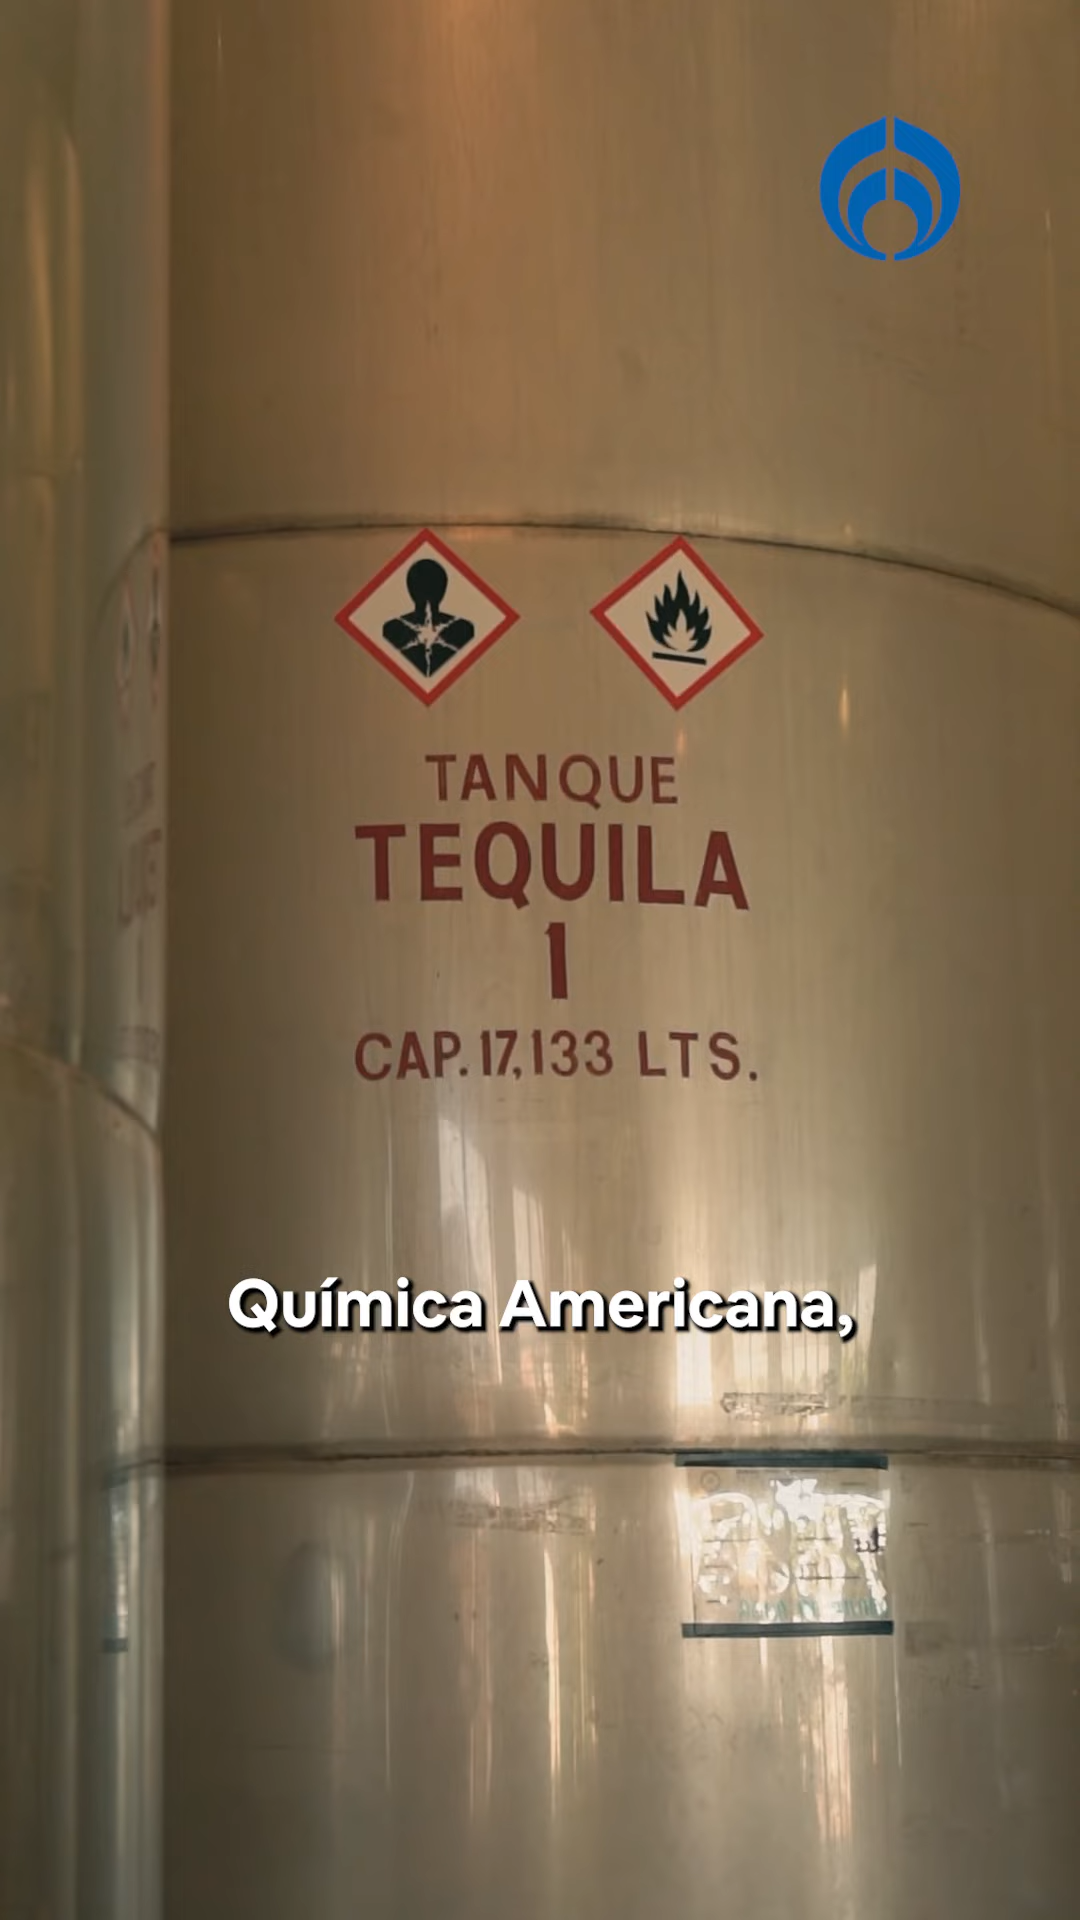 TANQUE
TEQUILA
1
CAP. 17,133 LTS.
Química Americana,